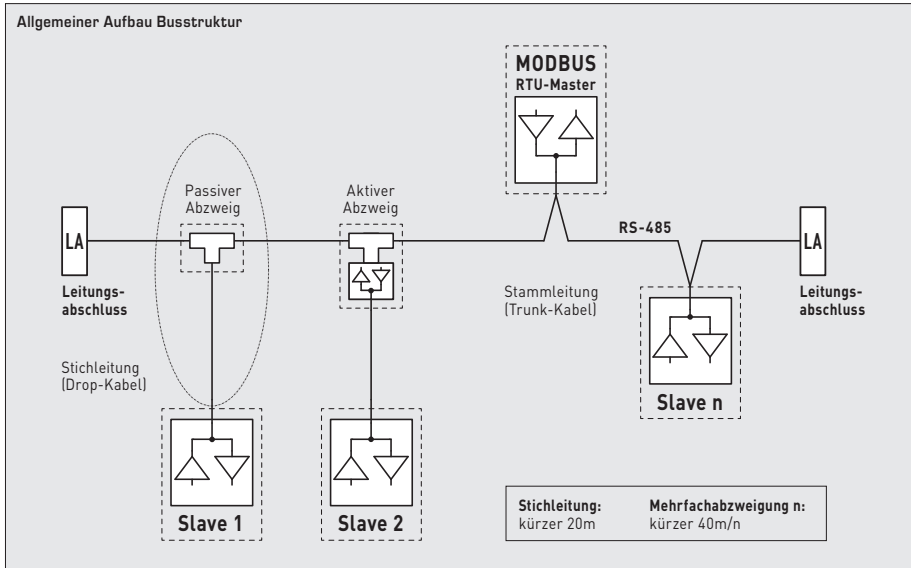 Allgemeiner Aufbau Busstruktur
MODBUS
RTU-Master
Passiver
Abzweig
Aktiver
Abzweig
LA
RS-485
LA
Leitungs-
abschluss
Stammleitung
(Trunk-Kabel)
Leitungs-
abschluss
Stichleitung
(Drop-Kabel)
Slave n
Slave 1
Slave 2
Stichleitung:
kürzer 20m
Mehrfachabzweigung n:
kürzer 40m/n